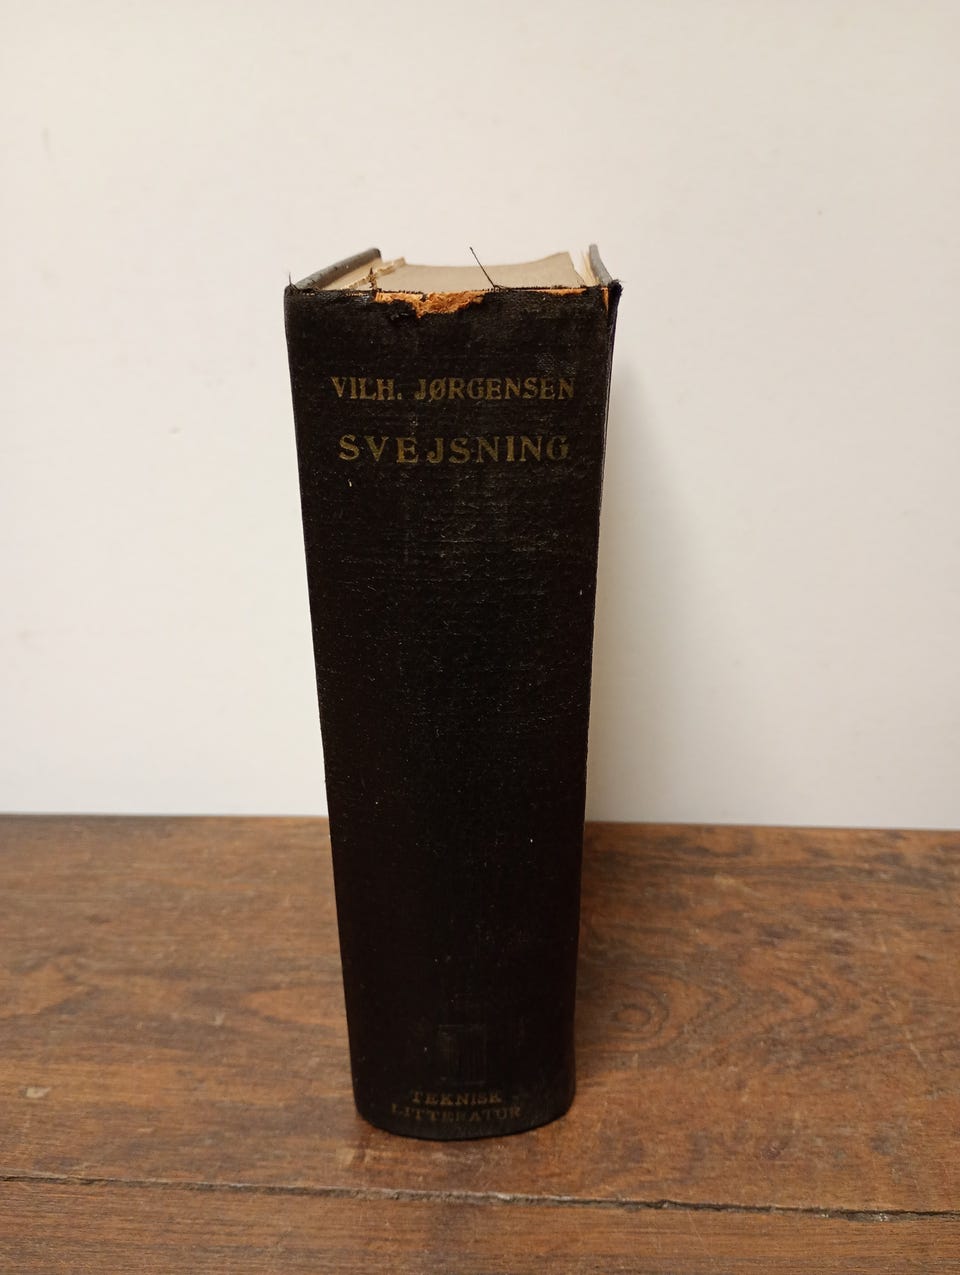 VILH. JØRGENSEN
SVEJSNING
TEKNISK
LITTERATUR